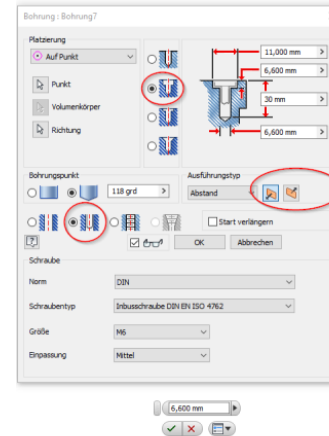 Bohrung : Bohrung7
Platzierung
Auf Punkt
Punkt
Volumenkörper
Richtung
11,000 mm
6,600 mm
30 mm
6,600 mm
Bohrungspunkt
118 grd
Ausführungstyp
Abstand
Start verlängern
OK
Abbrechen
Schraube
Norm
DIN
Schraubentyp
Inbusschraube DIN EN ISO 4762
Größe
M6
Einpassung
Mittel
6,600 mm